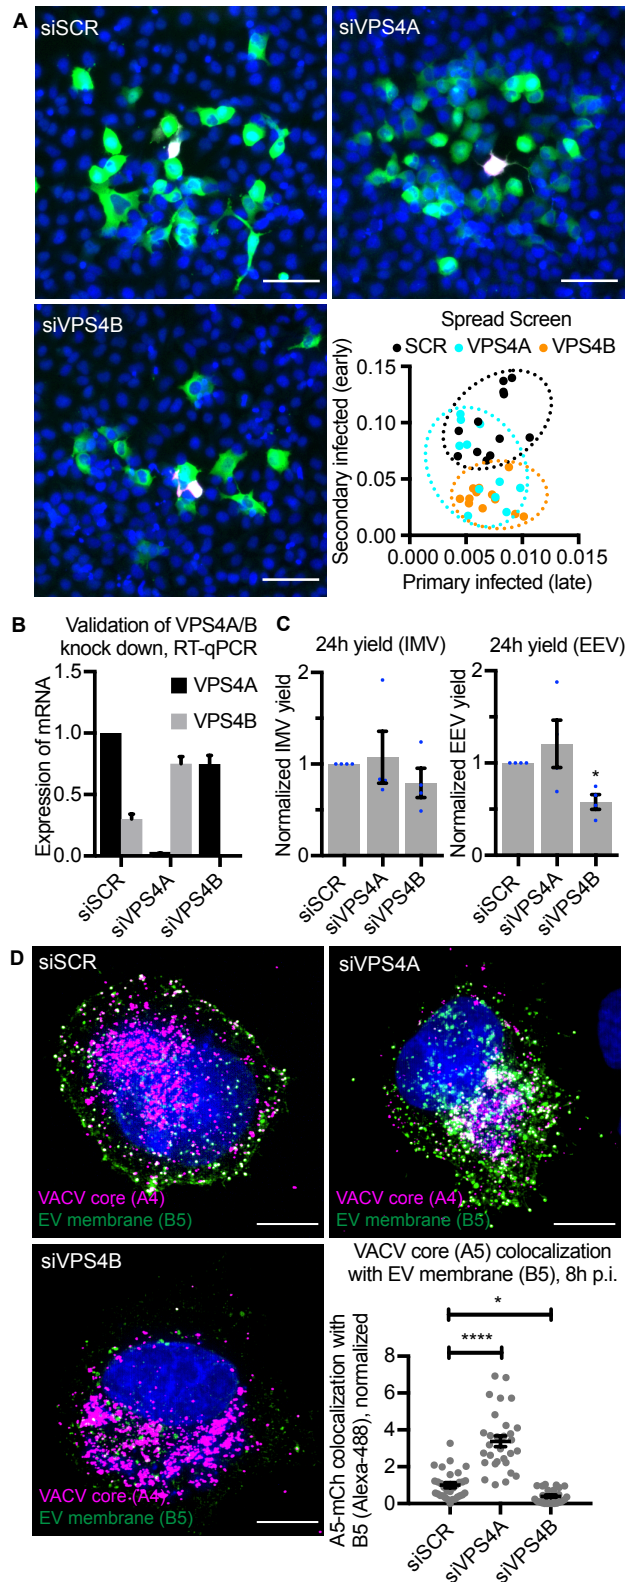 A
siSCR
siVPS4A
siVPS4B
Spread Screen
SCR VPS4A VPS4B
Secondary infected (early)
0.15
0.10
0.05
0.00
0.000 0.005 0.010 0.015
Primary infected (late)
B
Validation of VPS4A/B
knock down, RT-qPCR
Expression of mRNA
1.5
1.0
0.5
0.0
VPS4A
VPS4B
siSCR
siVPS4A
siVPS4B
C
24h yield (IMV)
Normalized IMV yield
2
1
0
siSCR
siVPS4A
siVPS4B
24h yield (EEV)
Normalized EEV yield
2
1
0
*
siSCR
siVPS4A
siVPS4B
D
siSCR
VACV core (A4)
EV membrane (B5)
siVPS4A
VACV core (A4)
EV membrane (B5)
siVPS4B
VACV core (A4)
EV membrane (B5)
VACV core (A5) colocalization
with EV membrane (B5), 8h p.i.
A5-mCh colocalization with
B5 (Alexa-488), normalized
*
****
8
6
4
2
0
siSCR
siVPS4A
siVPS4B